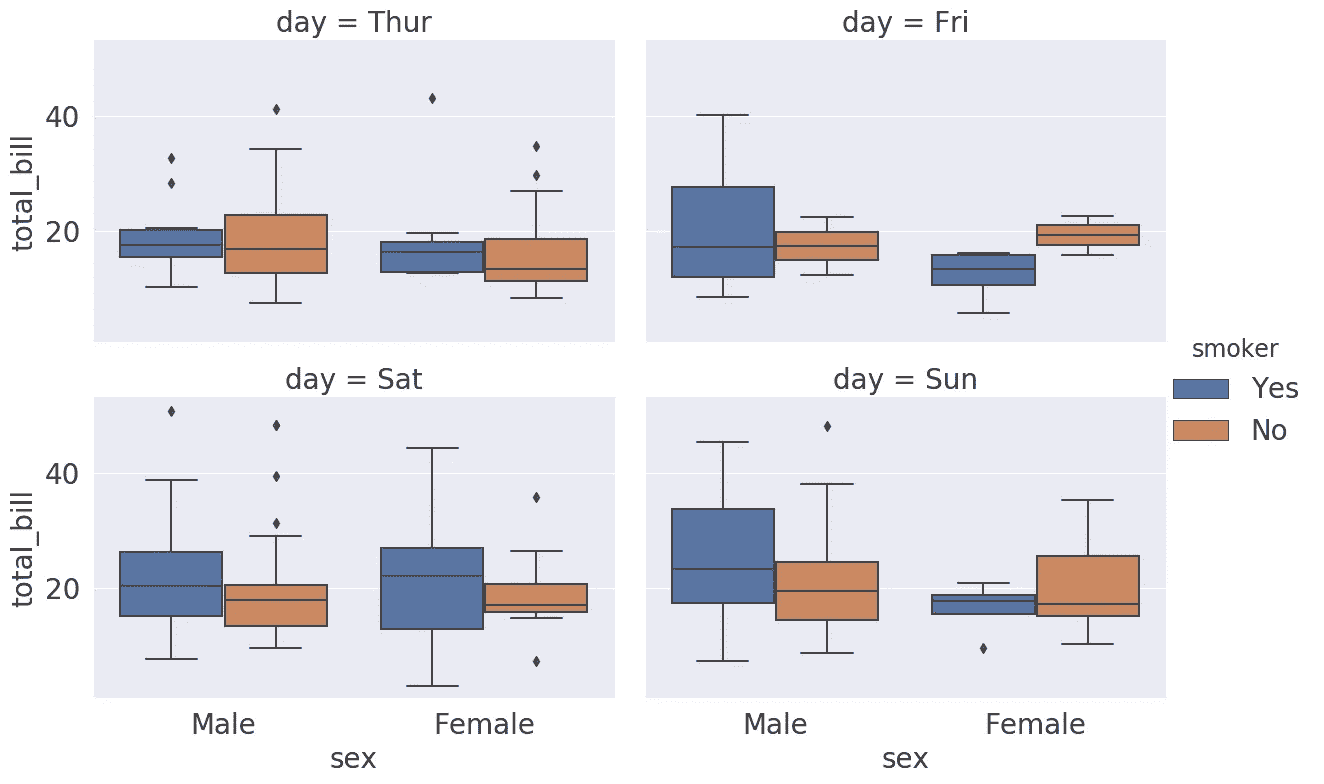 day = Thur
day = Fri
total_bill
40
20
day = Sat
day = Sun
total_bill
40
20
Male
Female
Male
Female
sex
sex
smoker
Yes
No